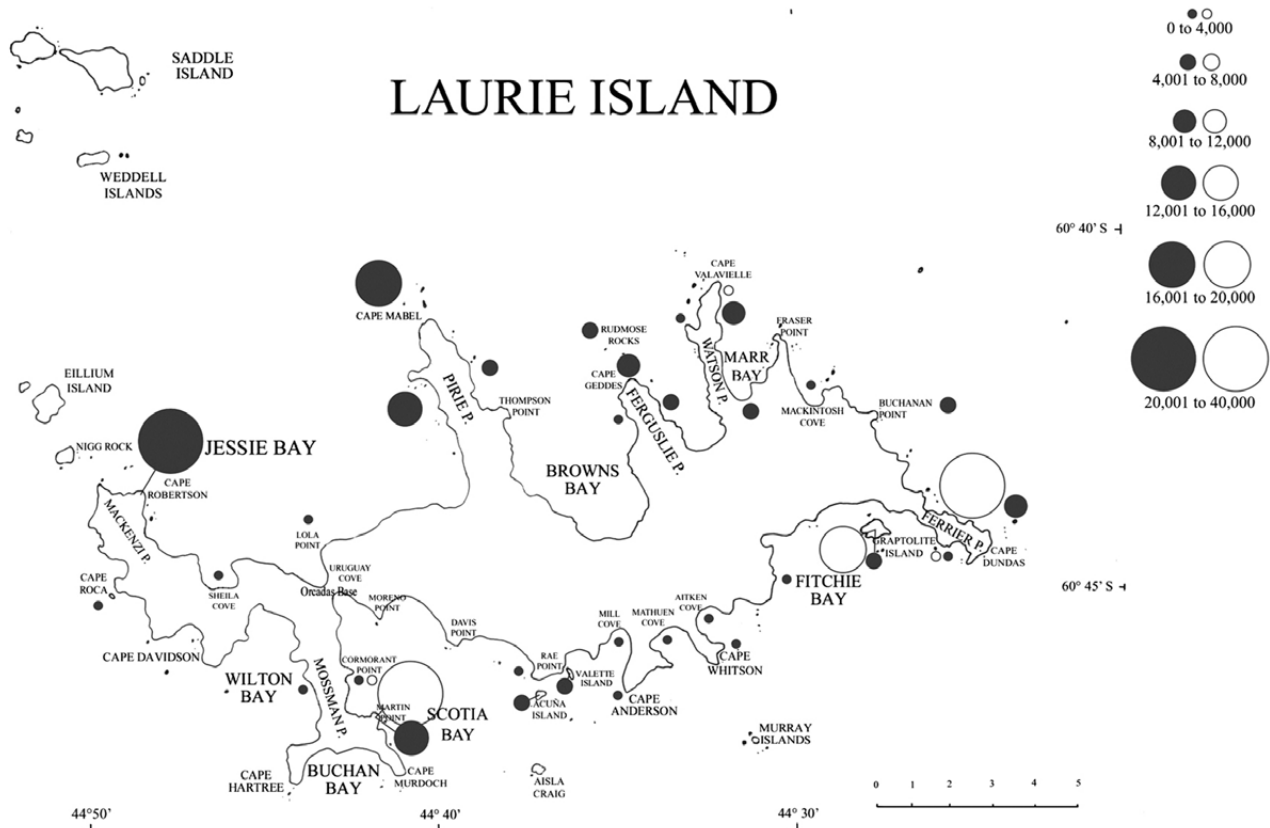 SADDLE
ISLAND
LAURIE ISLAND
0 to 4,000
4,001 to 8,000
8,001 to 12,000
12,001 to 16,000
16,001 to 20,000
20,001 to 40,000
WEDDELL
ISLANDS
60° 40' S
CAPE
VALAVIELLE
CAPE MABEL
RUDMOSE
ROCKS
FRASER
POINT
WATSON P.
MARR
BAY
EILLIUM
ISLAND
PIRIE P.
CAPE
GEDDES
FERGUSLIE P.
THOMPSON
POINT
MACKINTOSH
COVE
BUCHANAN
POINT
NIGG ROCK
JESSIE BAY
BROWNS
BAY
CAPE
ROBERTSON
MACKENZI P.
LOLA
POINT
FERRIER P.
GRAPTOLITE
ISLAND
CAPE
DUNDAS
CAPE
ROCA
SHEILA
COVE
URUGUAY
COVE
Orcadas Base
MORENO
POINT
FITCHIE
BAY
60° 45' S
DAVIS
POINT
MILL
COVE
MATHUEN
COVE
AITKEN
COVE
CAPE DAVIDSON
WILTON
BAY
MOSSMAN P.
CORMORANT
POINT
RAE
POINT
VALETTE
ISLAND
CAPE
WHITSON
MARTIN
POINT
SCOTIA
BAY
ACUÑA
ISLAND
CAPE
ANDERSON
MURRAY
ISLANDS
CAPE
HARTREE
BUCHAN
BAY
CAPE
MURDOCH
AISLA
CRAIG
0 1 2 3 4 5
44° 50'
44° 40'
44° 30'